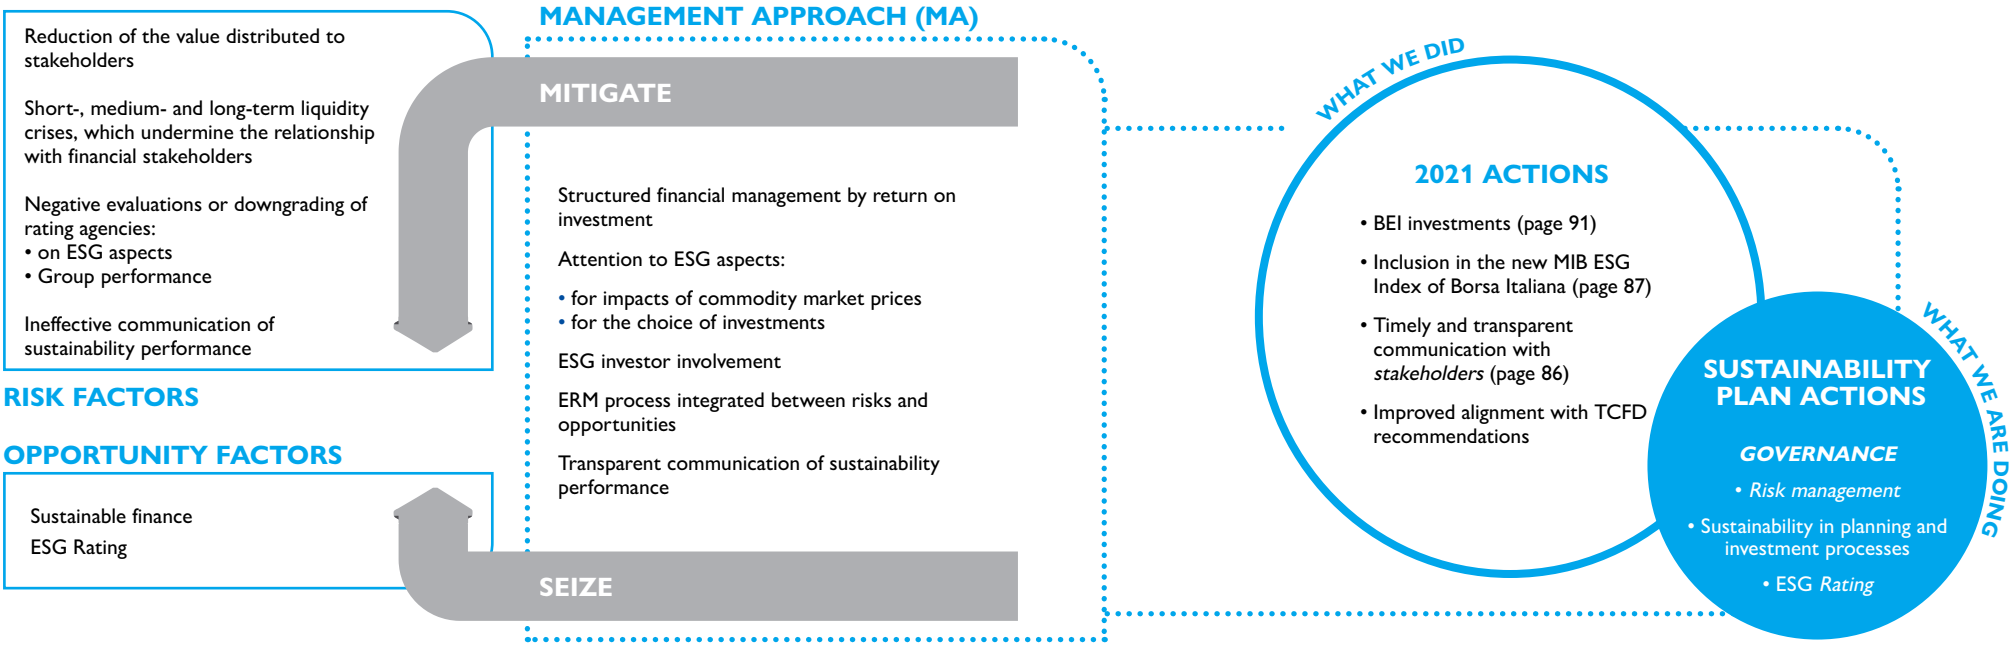 Reduction of the value distributed to
stakeholders
Short-, medium- and long-term liquidity
crises, which undermine the relationship
with financial stakeholders
Negative evaluations or downgrading of
rating agencies:
• on ESG aspects
• Group performance
Ineffective communication of
sustainability performance
RISK FACTORS
OPPORTUNITY FACTORS
Sustainable finance
ESG Rating
MANAGEMENT APPROACH (MA)
MITIGATE
Structured financial management by return on
investment
Attention to ESG aspects:
• for impacts of commodity market prices
• for the choice of investments
ESG investor involvement
ERM process integrated between risks and
opportunities
Transparent communication of sustainability
performance
SEIZE
WHAT WE DID
2021 ACTIONS
• BEI investments (page 91)
• Inclusion in the new MIB ESG
Index of Borsa Italiana (page 87)
• Timely and transparent
communication with
stakeholders (page 86)
• Improved alignment with TCFD
recommendations
WHAT WE ARE DOING
SUSTAINABILITY
PLAN ACTIONS
GOVERNANCE
• Risk management
• Sustainability in planning and
investment processes
• ESG Rating